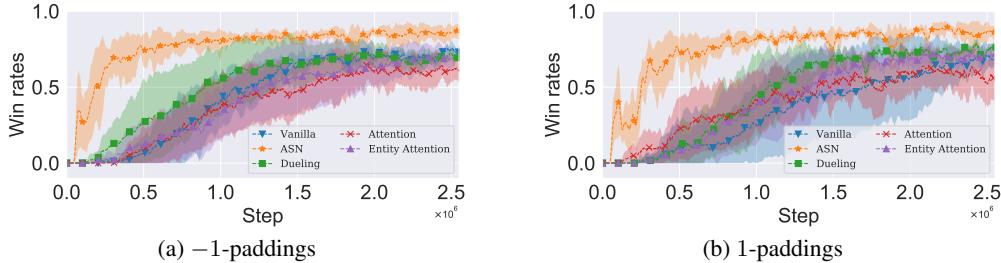 1.0
0.5
0.0
Win rates
Vanilla
ASN
Dueling
Attention
Entity Attention
0.0 0.5 1.0 1.5 2.0 2.5
Step
×10⁶
(a) −1-paddings
1.0
0.5
0.0
Win rates
Vanilla
ASN
Dueling
Attention
Entity Attention
0.0 0.5 1.0 1.5 2.0 2.5
Step
×10⁶
(b) 1-paddings